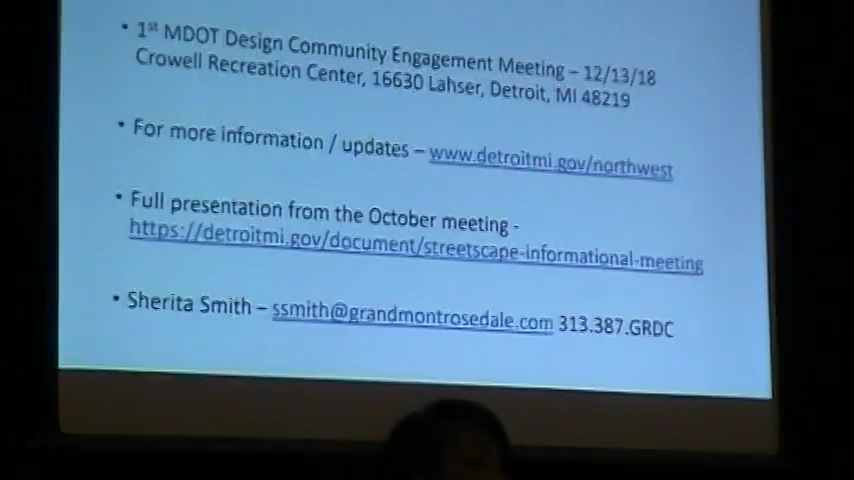 • 1st MDOT Design Community Engagement Meeting – 12/13/18
Crowell Recreation Center, 16630 Lahser, Detroit, MI 48219
• For more information / updates – www.detroitmi.gov/northwest
• Full presentation from the October meeting -
https://detroitmi.gov/document/streetscape-informational-meeting
• Sherita Smith – ssmith@grandmontrosedale.com 313.387.GRDC